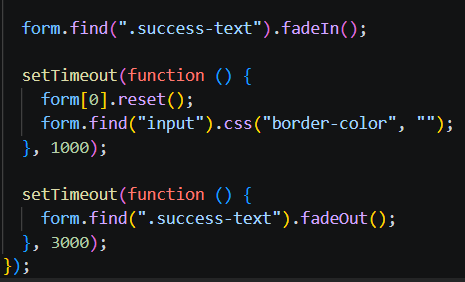 form.find(".success-text").fadeIn();
setTimeout(function () {
form[0].reset();
form.find("input").css("border-color", "");
}, 1000);
setTimeout(function () {
form.find(".success-text").fadeOut();
}, 3000);
});